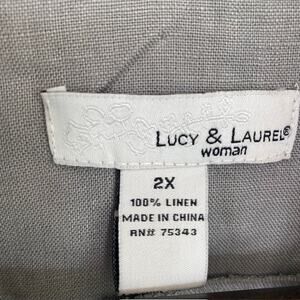 LUCY & LAUREL®
woman
2X
100% LINEN
MADE IN CHINA
RN# 75343